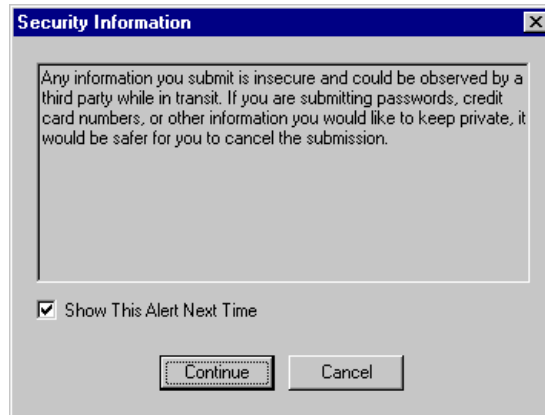 Security Information
Any information you submit is insecure and could be observed by a
third party while in transit. If you are submitting passwords, credit
card numbers, or other information you would like to keep private, it
would be safer for you to cancel the submission.
Show This Alert Next Time
Continue Cancel